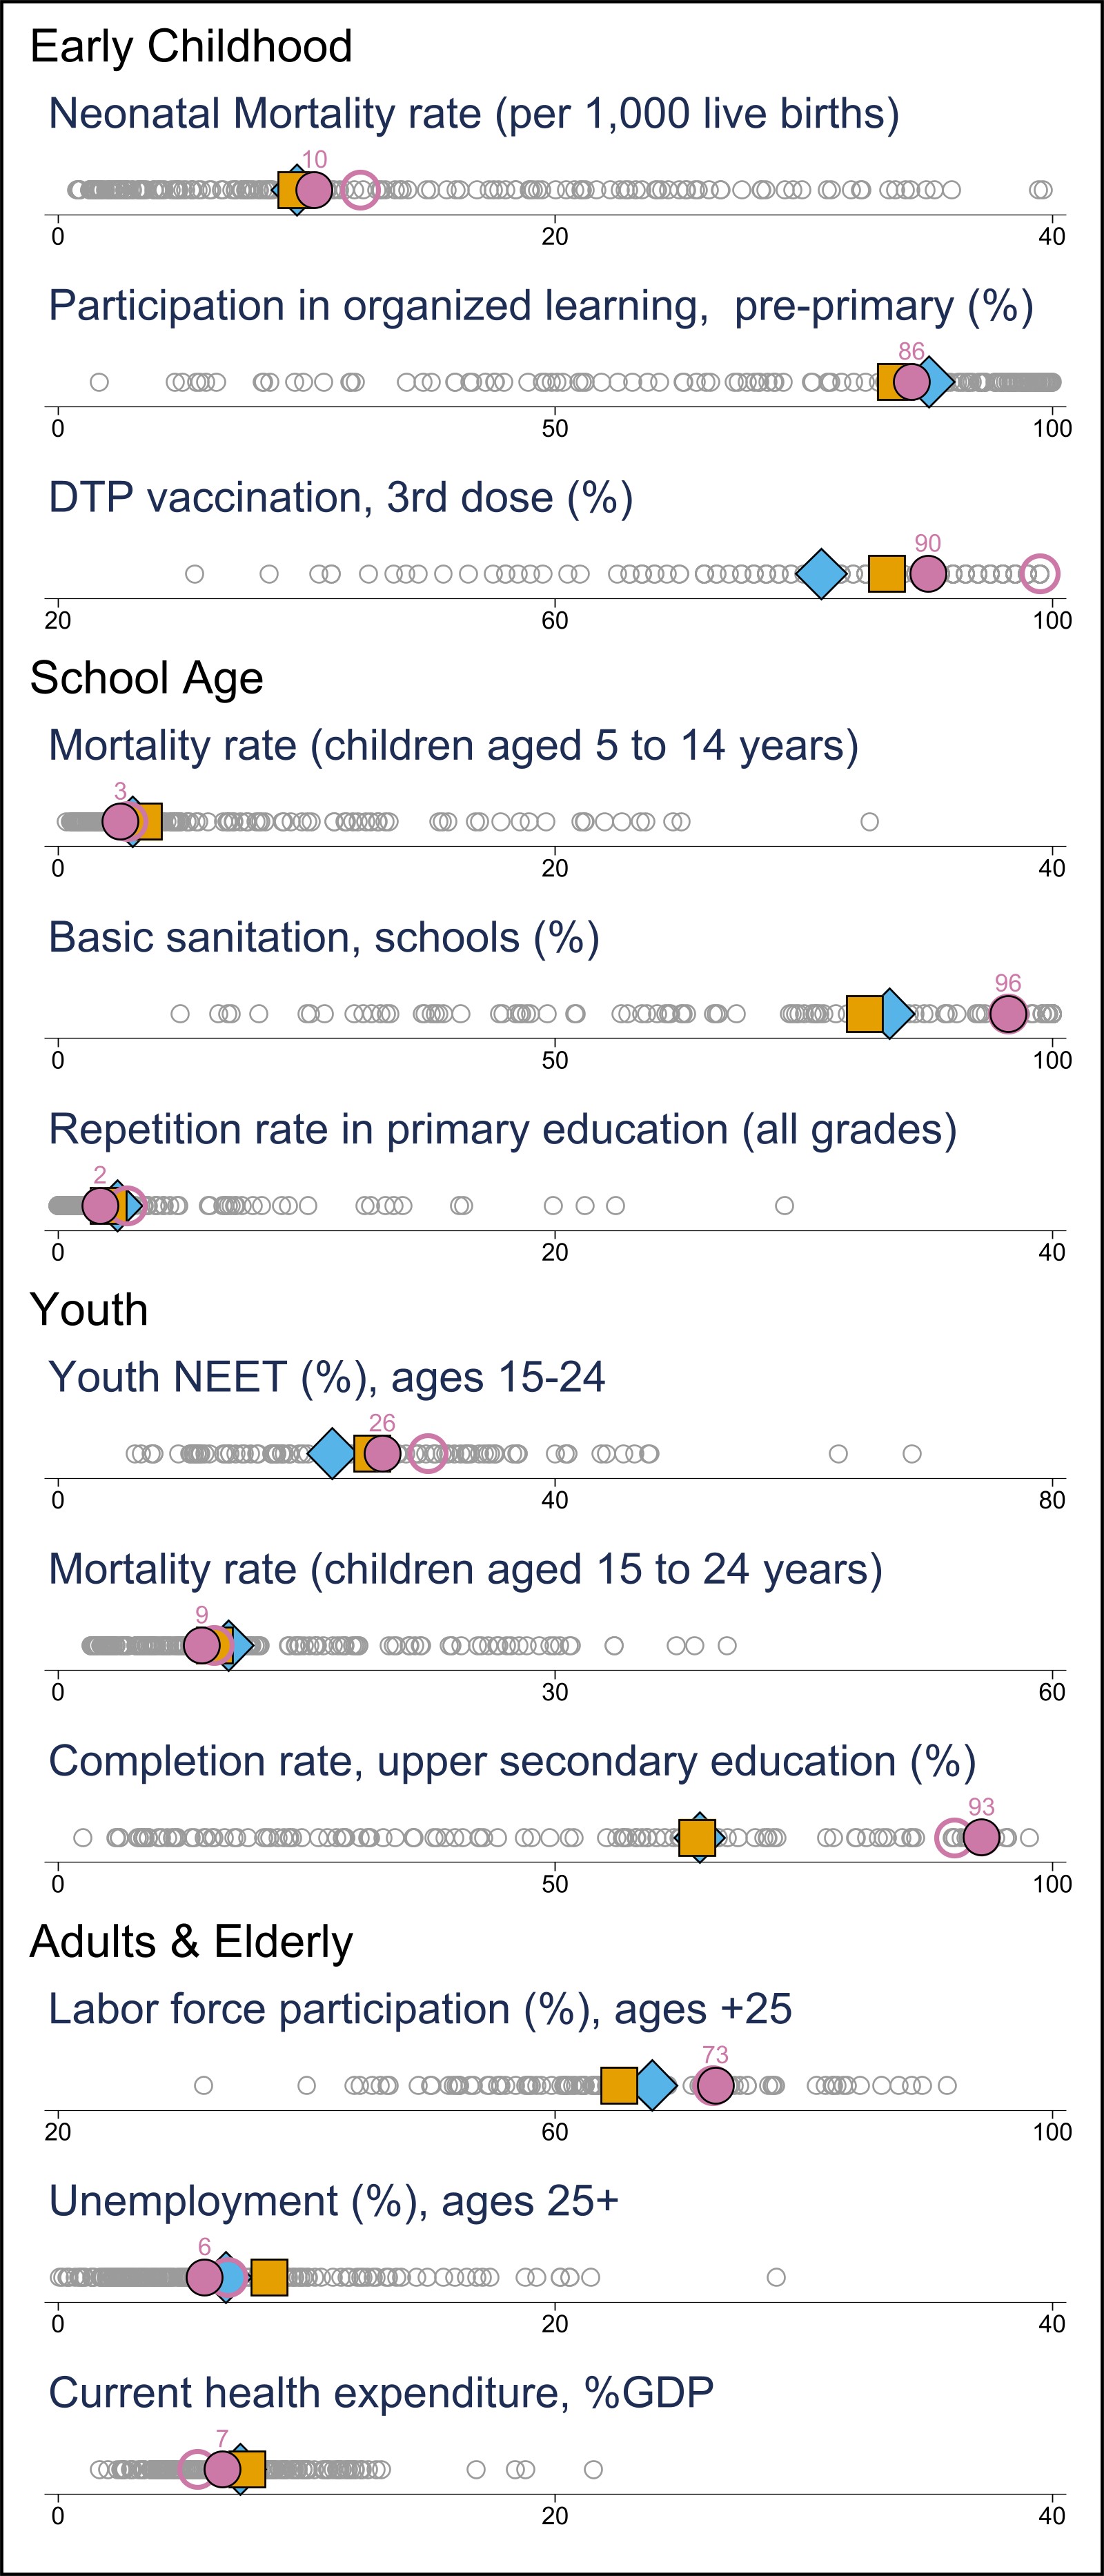 Early Childhood
Neonatal Mortality rate (per 1,000 live births)
10
0 20 40
Participation in organized learning,  pre-primary (%)
86
0 50 100
DTP vaccination, 3rd dose (%)
90
20 60 100
School Age
Mortality rate (children aged 5 to 14 years)
3
0 20 40
Basic sanitation, schools (%)
96
0 50 100
Repetition rate in primary education (all grades)
2
0 20 40
Youth
Youth NEET (%), ages 15-24
26
0 40 80
Mortality rate (children aged 15 to 24 years)
9
0 30 60
Completion rate, upper secondary education (%)
93
0 50 100
Adults & Elderly
Labor force participation (%), ages +25
73
20 60 100
Unemployment (%), ages 25+
6
0 20 40
Current health expenditure, %GDP
7
0 20 40